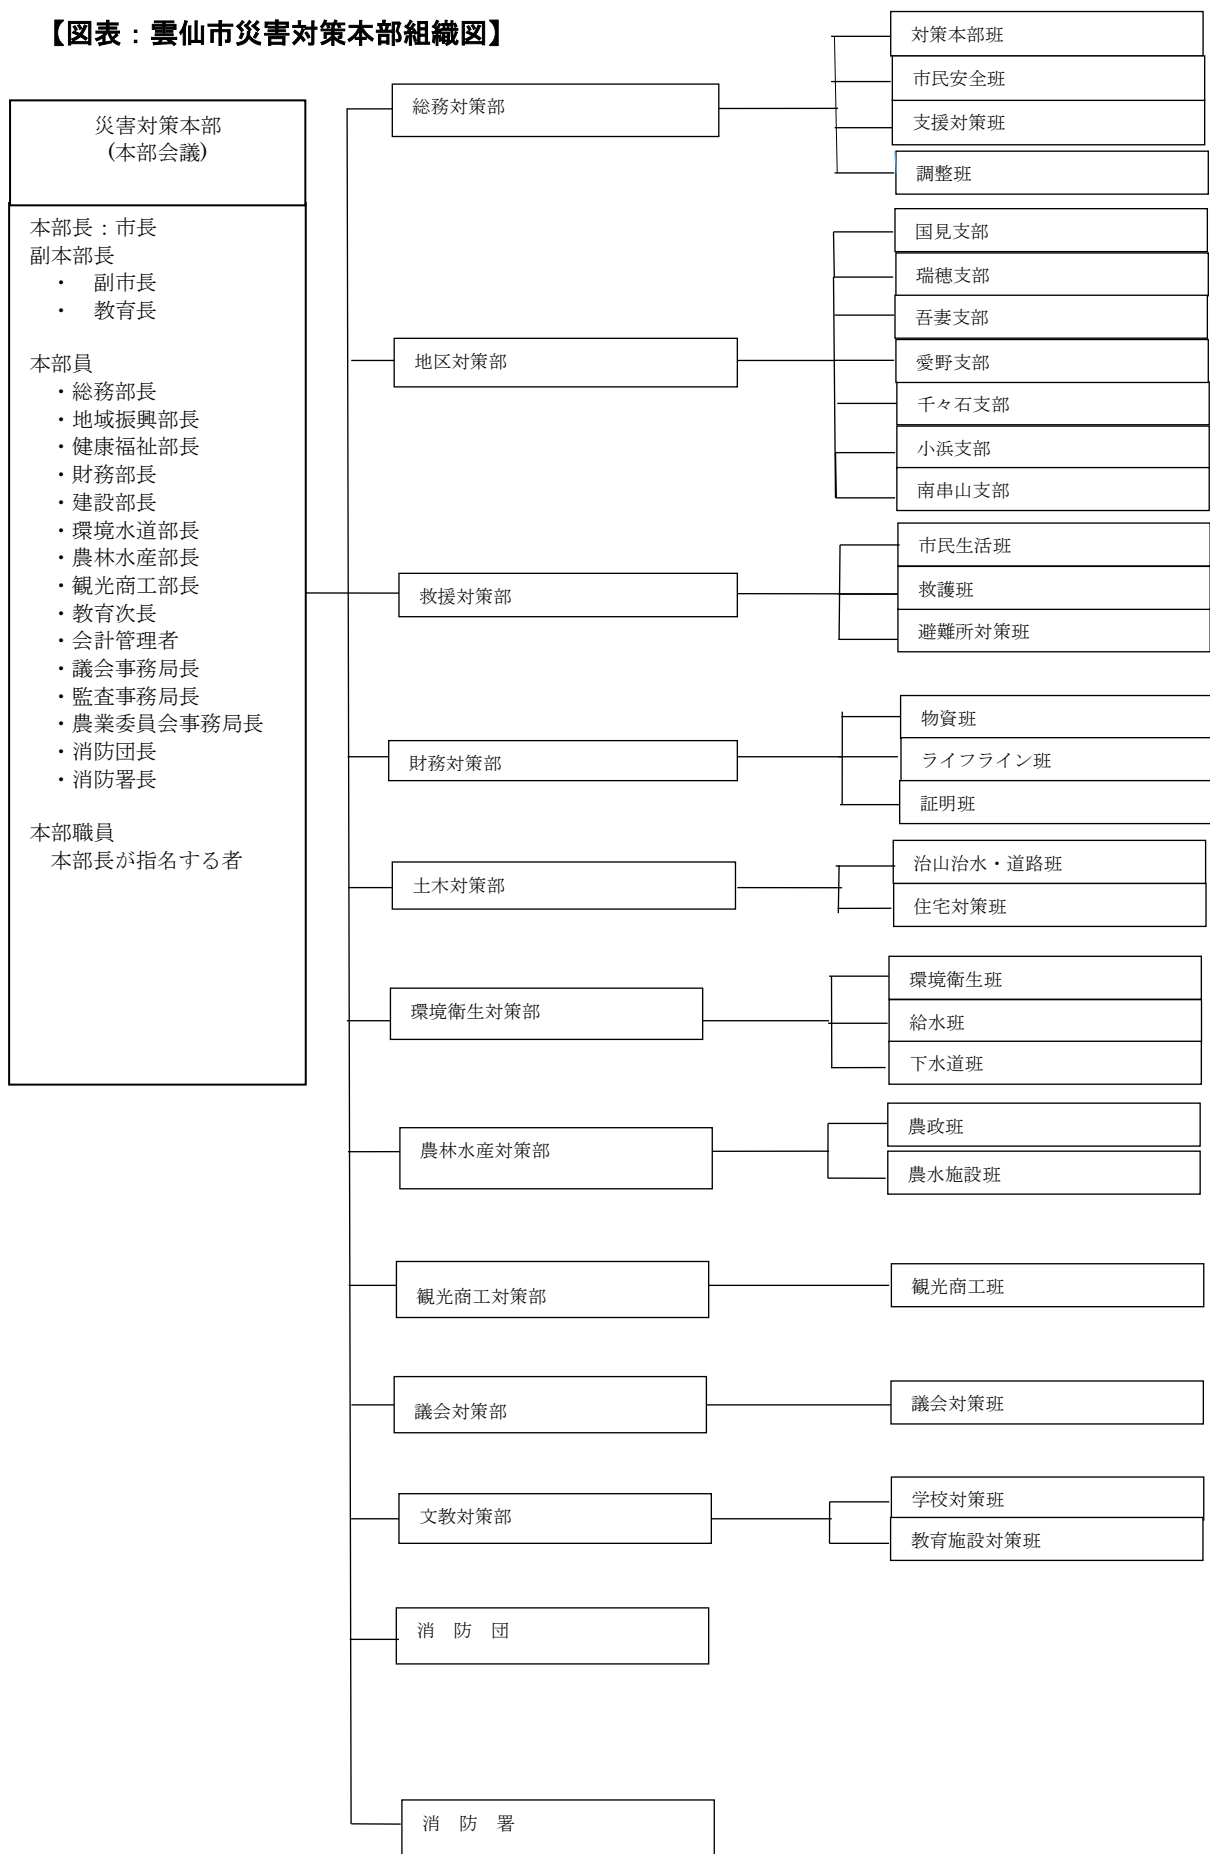 【図表：雲仙市災害対策本部組織図】
災害対策本部
(本部会議)
本部長：市長
副本部長
・　副市長
・　教育長
本部員
・総務部長
・地域振興部長
・健康福祉部長
・財務部長
・建設部長
・環境水道部長
・農林水産部長
・観光商工部長
・教育次長
・会計管理者
・議会事務局長
・監査事務局長
・農業委員会事務局長
・消防団長
・消防署長
本部職員
本部長が指名する者
総務対策部
対策本部班
市民安全班
支援対策班
調整班
地区対策部
国見支部
瑞穂支部
吾妻支部
愛野支部
千々石支部
小浜支部
南串山支部
救援対策部
市民生活班
救護班
避難所対策班
財務対策部
物資班
ライフライン班
証明班
土木対策部
治山治水・道路班
住宅対策班
環境衛生対策部
環境衛生班
給水班
下水道班
農林水産対策部
農政班
農水施設班
観光商工対策部
観光商工班
議会対策部
議会対策班
文教対策部
学校対策班
教育施設対策班
消　防　団
消　防　署